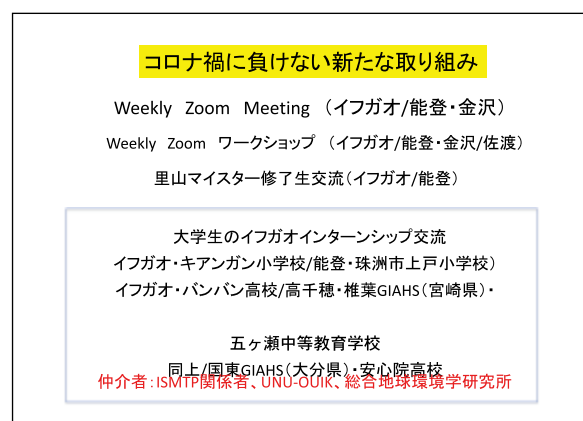 コロナ禍に負けない新たな取り組み
Weekly Zoom Meeting （イフガオ/能登・金沢）
Weekly Zoom ワークショップ （イフガオ/能登・金沢/佐渡）
里山マイスター修了生交流（イフガオ/能登）
大学生のイフガオインターンシップ交流
イフガオ・キアンガン小学校/能登・珠洲市上戸小学校）
イフガオ・バンバン高校/高千穂・椎葉GIAHS（宮崎県）・
五ヶ瀬中等教育学校
同上/国東GIAHS（大分県）・安心院高校
仲介者：ISMTP関係者、UNU-OUIK、総合地球環境学研究所